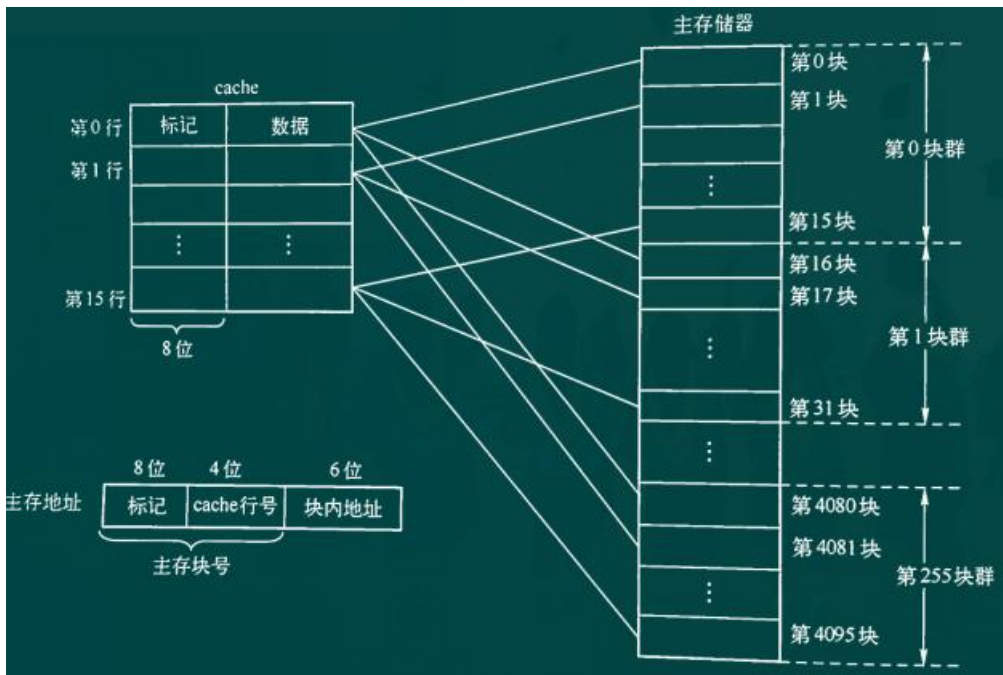 cache
第0行 标记 数据
第1行
⋮ ⋮
第15行
8位
8位 4位 6位
主存地址 标记 cache行号 块内地址
主存块号
主存储器
第0块
第1块
⋮
第15块
第0块群
第16块
第17块
⋮
第31块
第1块群
⋮
第4080块
第4081块
⋮
第4095块
第255块群